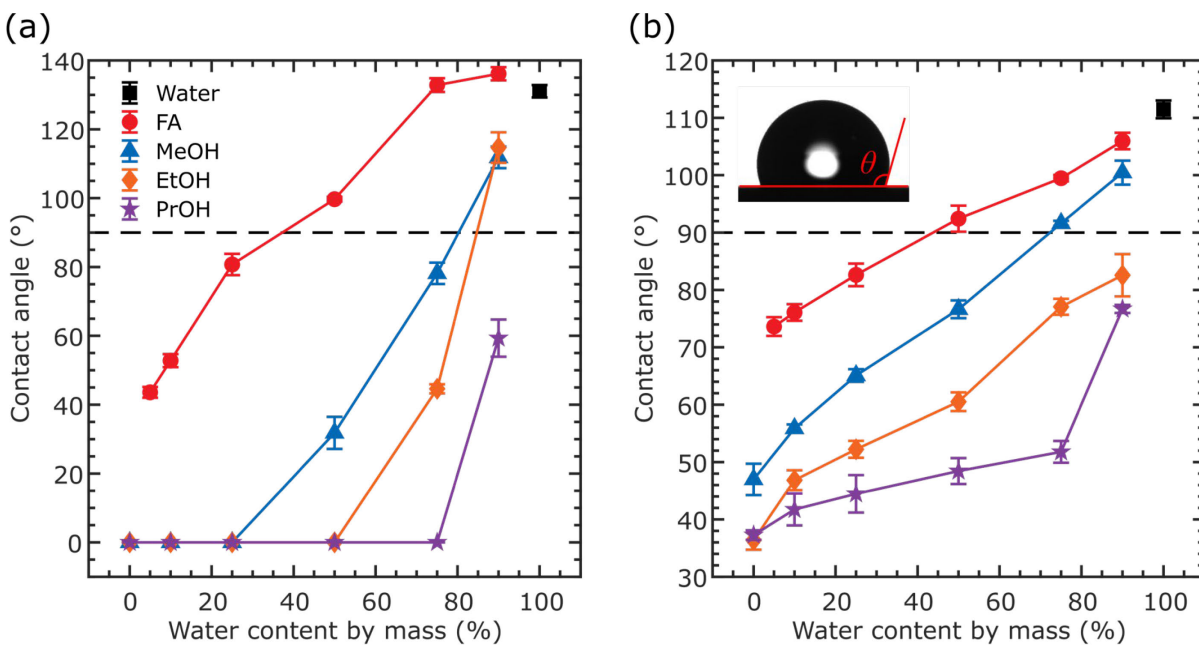 (a)
140
120
100
80
60
40
20
0
Contact angle (°)
Water
FA
MeOH
EtOH
PrOH
0 20 40 60 80 100
Water content by mass (%)
(b)
120
110
100
90
80
70
60
50
40
30
Contact angle (°)
θ
0 20 40 60 80 100
Water content by mass (%)